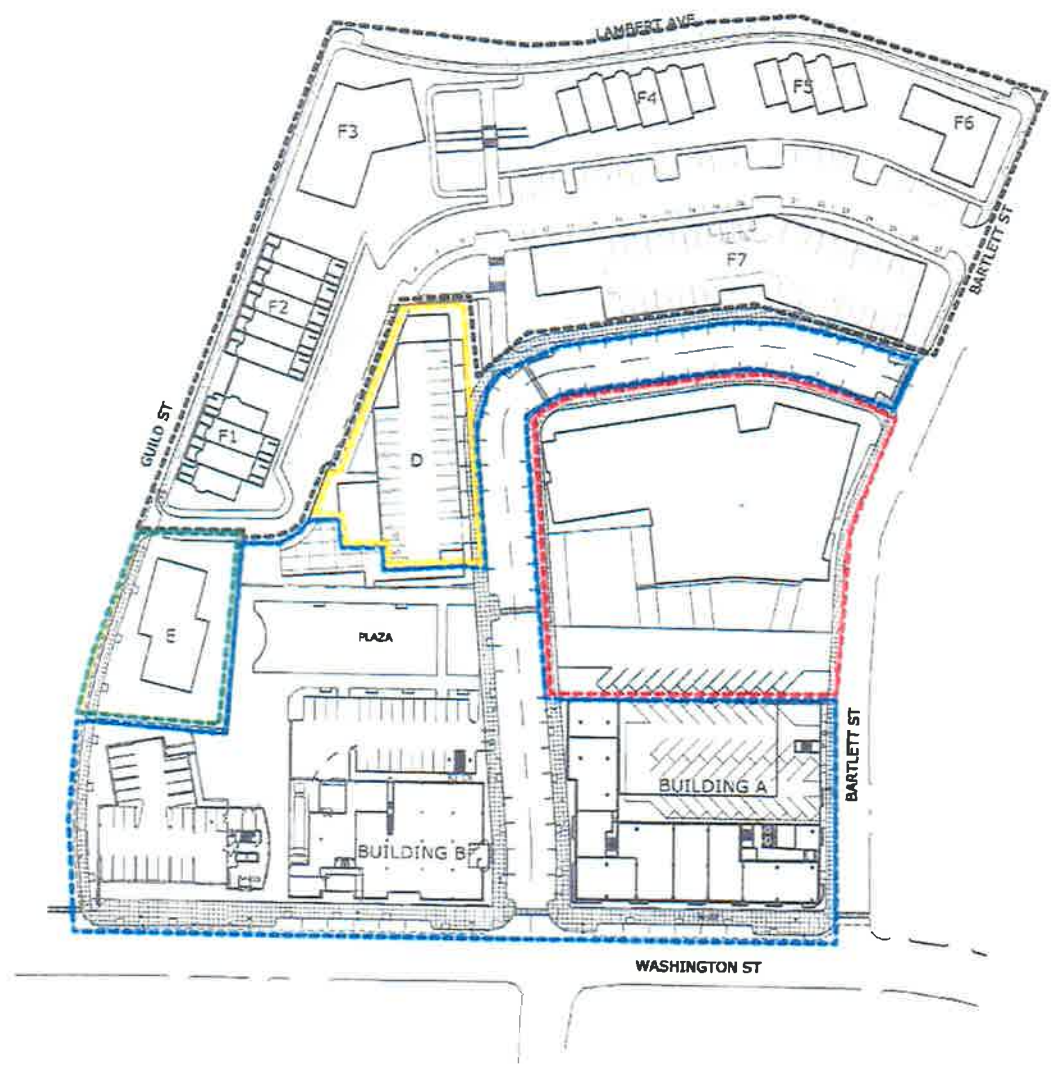 LAMBERT AVE
F3
F4
F5
F6
BARTLETT ST
F7
F2
GUILD ST
F1
D
E
PLAZA
BUILDING A
BARTLETT ST
BUILDING B
WASHINGTON ST